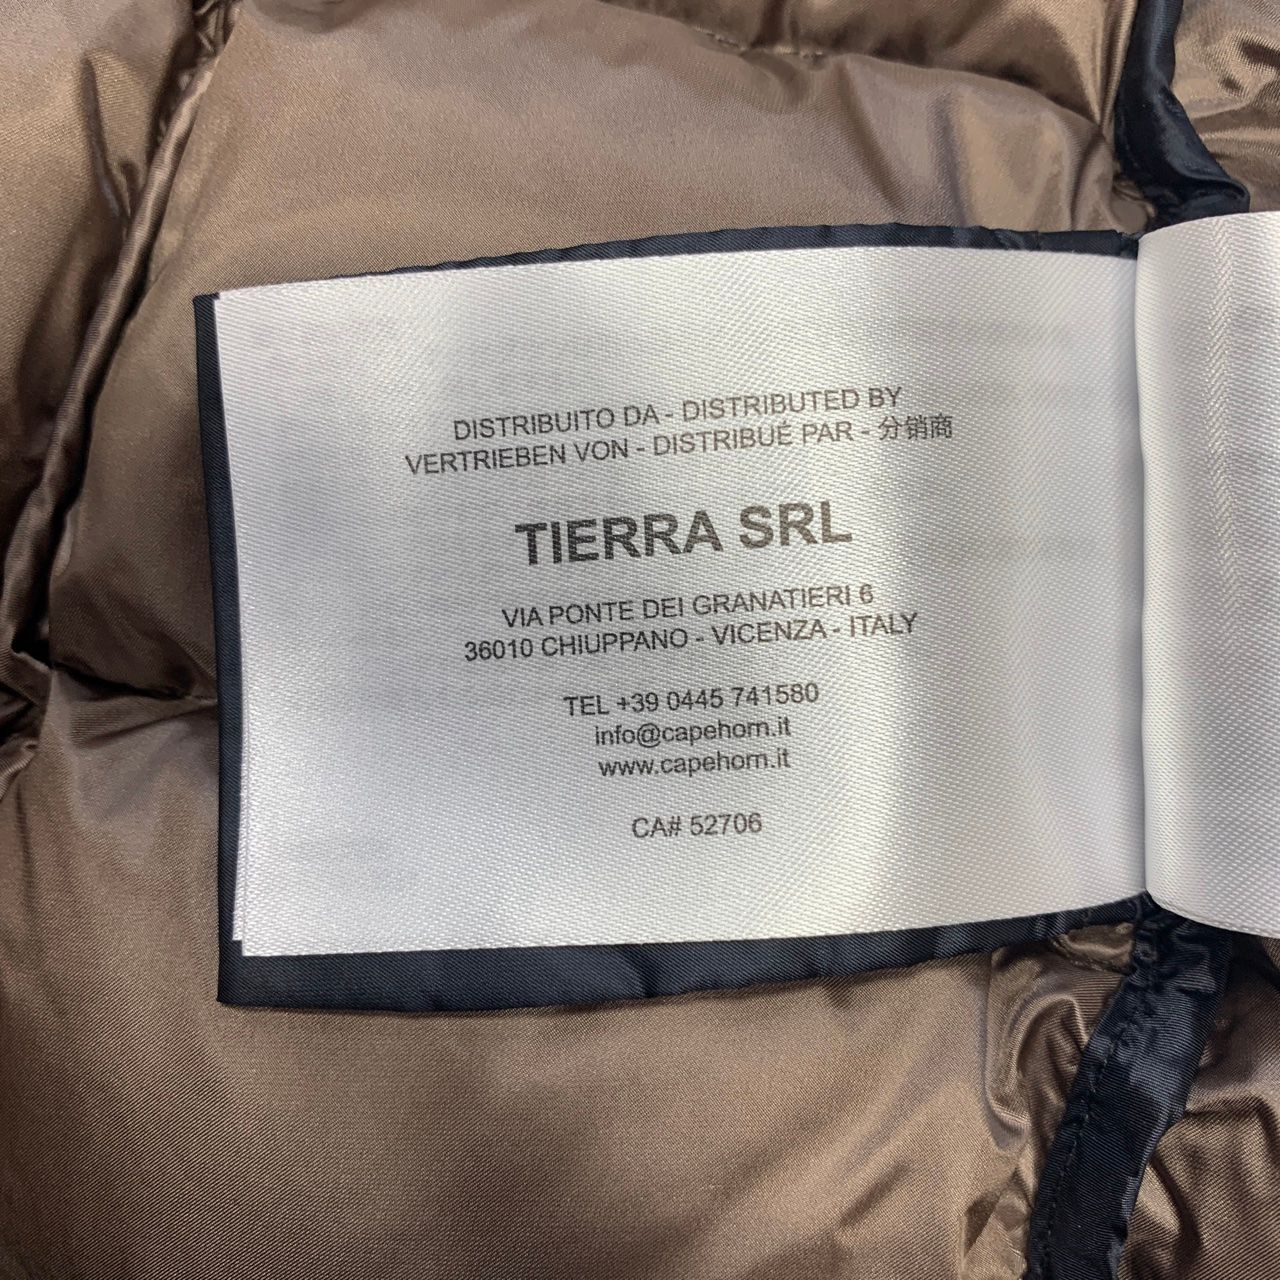 DISTRIBUITO DA - DISTRIBUTED BY
VERTRIEBEN VON - DISTRIBUÉ PAR - 分销商
TIERRA SRL
VIA PONTE DEI GRANATIERI 6
36010 CHIUPPANO - VICENZA - ITALY
TEL +39 0445 741580
info@capehorn.it
www.capehorn.it
CA# 52706